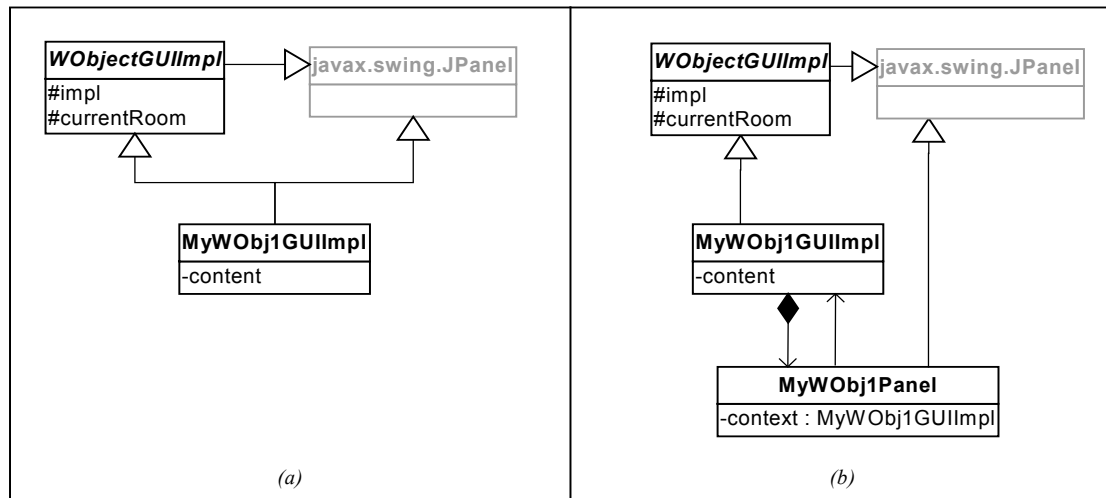 WObjectGUIImpl
#impl
#currentRoom
javax.swing.JPanel
MyWObj1GUIImpl
-content
(a)
WObjectGUIImpl
#impl
#currentRoom
javax.swing.JPanel
MyWObj1GUIImpl
-content
MyWObj1Panel
-context : MyWObj1GUIImpl
(b)